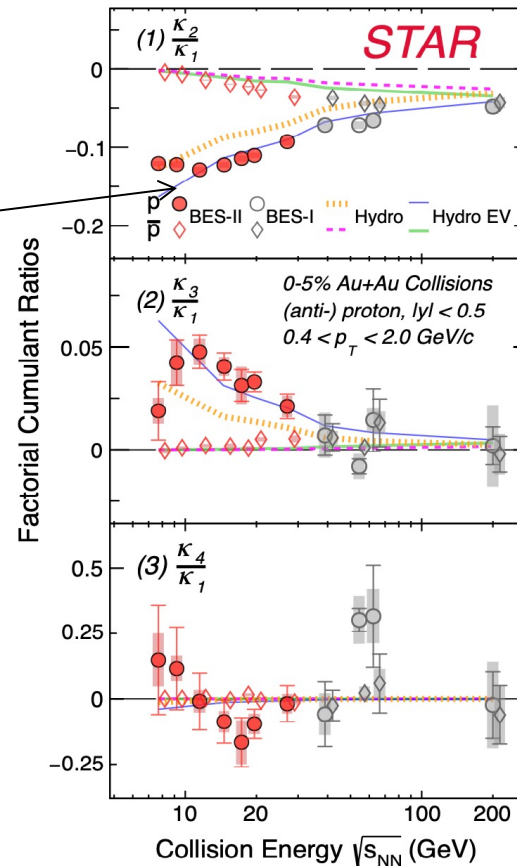 (1) κ₂/κ₁ STAR
0
−0.1
−0.2
p BES-II BES-I Hydro Hydro EV
p̅
Factorial Cumulant Ratios
(2) κ₃/κ₁
0-5% Au+Au Collisions
(anti-) proton, |y| < 0.5
0.4 < p_T < 2.0 GeV/c
0.05
0
(3) κ₄/κ₁
0.5
0.25
0
−0.25
10 20 100 200
Collision Energy √s_NN (GeV)